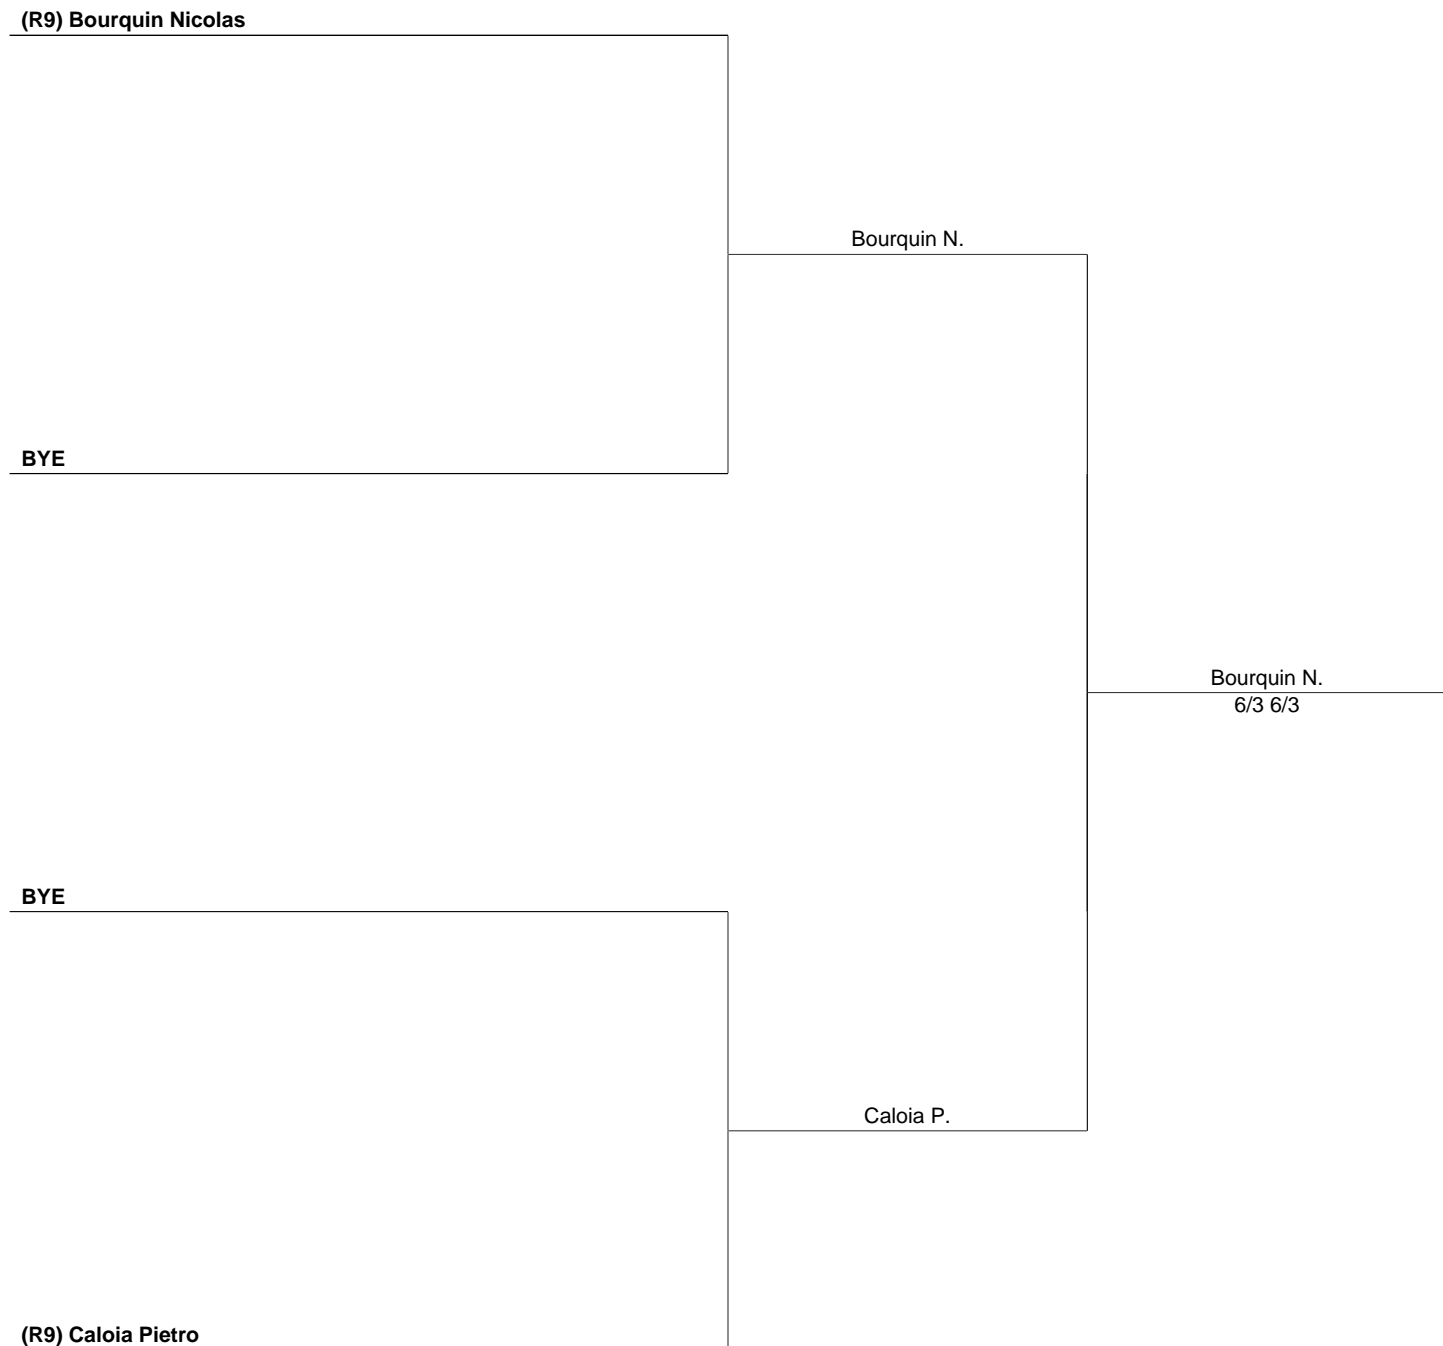 (R9) Bourquin Nicolas
Bourquin N.
BYE
Bourquin N.
6/3 6/3
BYE
Caloia P.
(R9) Caloia Pietro